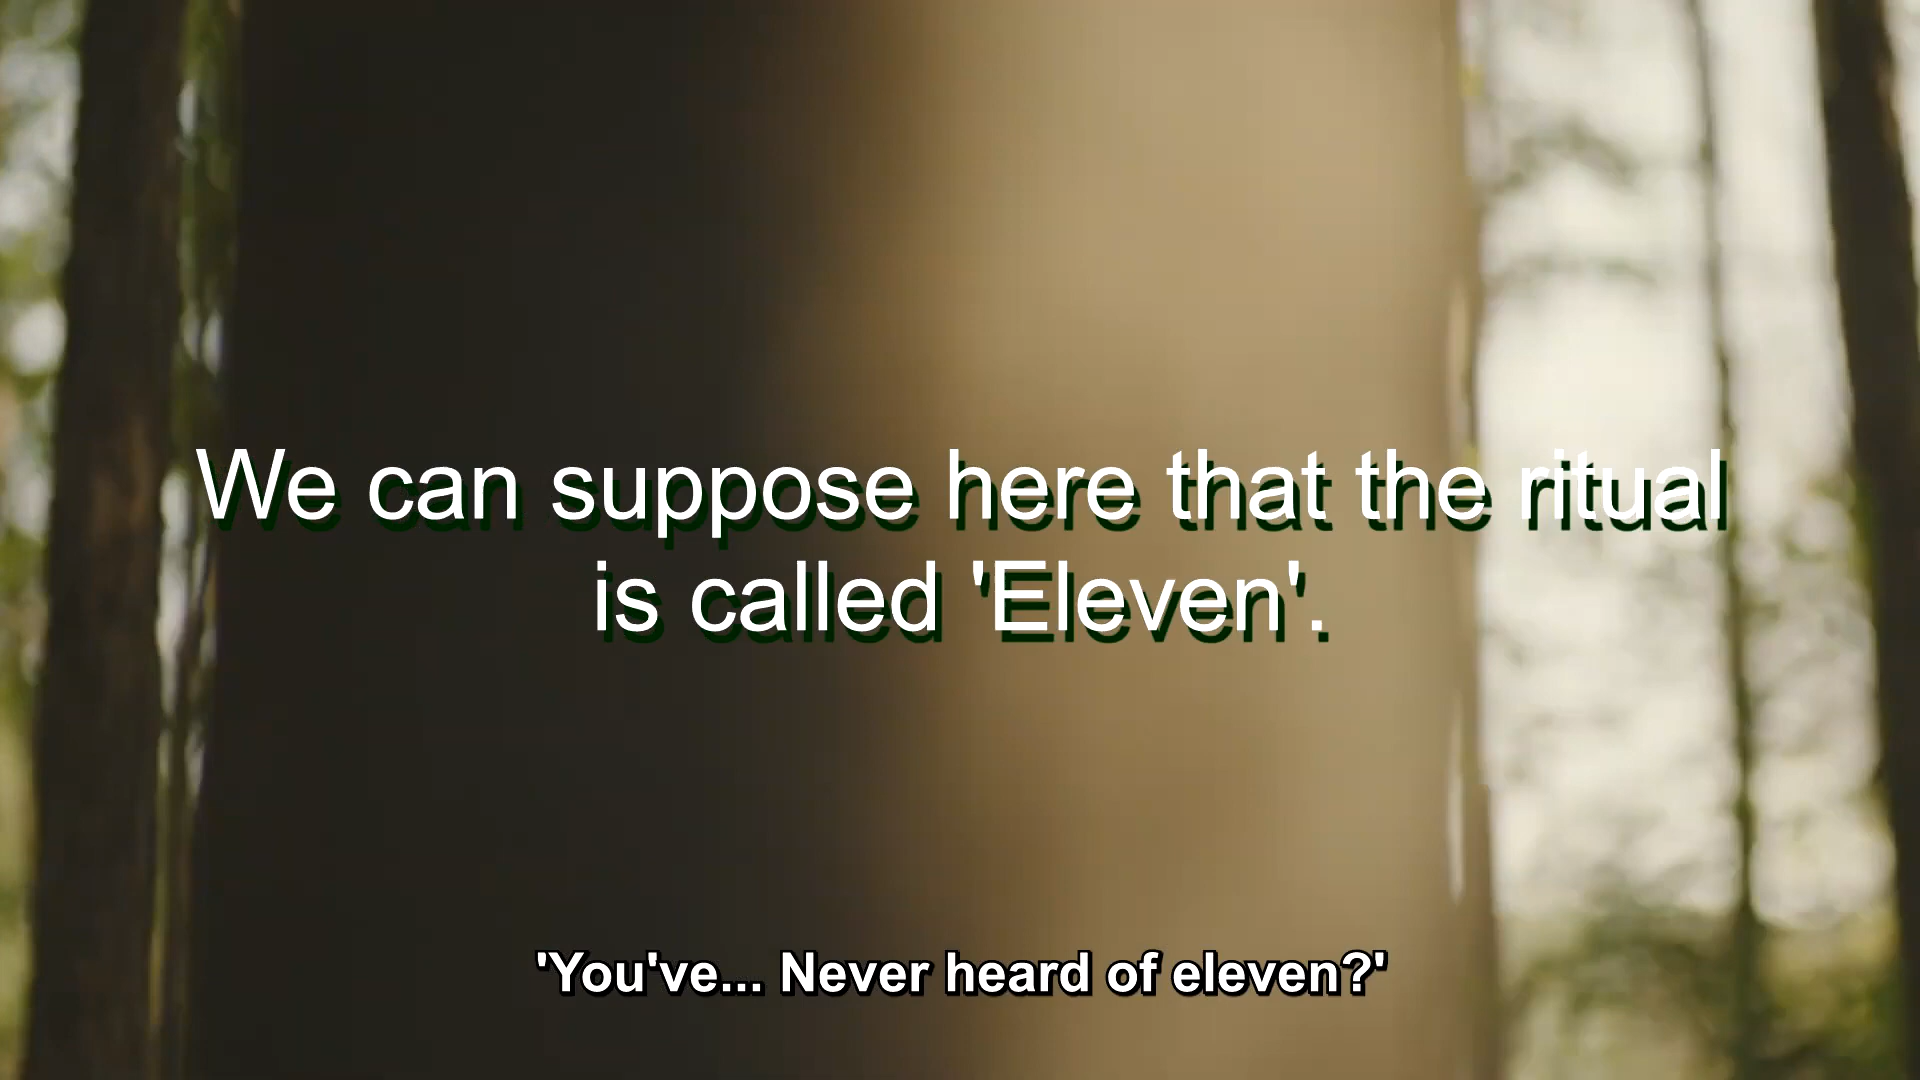 We can suppose here that the ritual
is called 'Eleven'.
'You've... Never heard of eleven?'